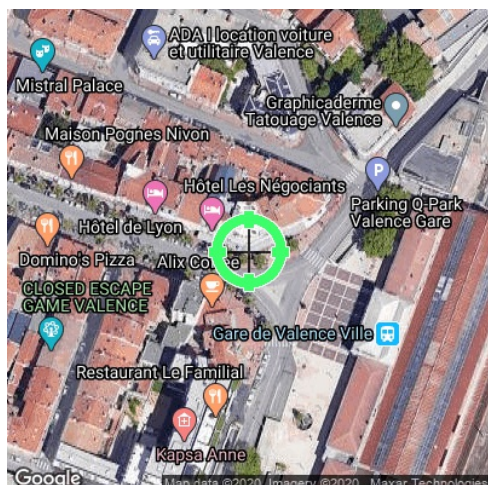 ADA I location voiture
et utilitaire Valence
Mistral Palace
Graphicaderme
Tatouage Valence
Maison Pognes Nivon
Hôtel Les Négociants
Parking Q-Park
Valence Gare
Hôtel de Lyon
Domino's Pizza
Alix Coffee
CLOSED ESCAPE
GAME VALENCE
Gare de Valence Ville
Restaurant Le Familial
Kapsa Anne
Google
Map data ©2020 Imagery ©2020 , Maxar Technologies
P